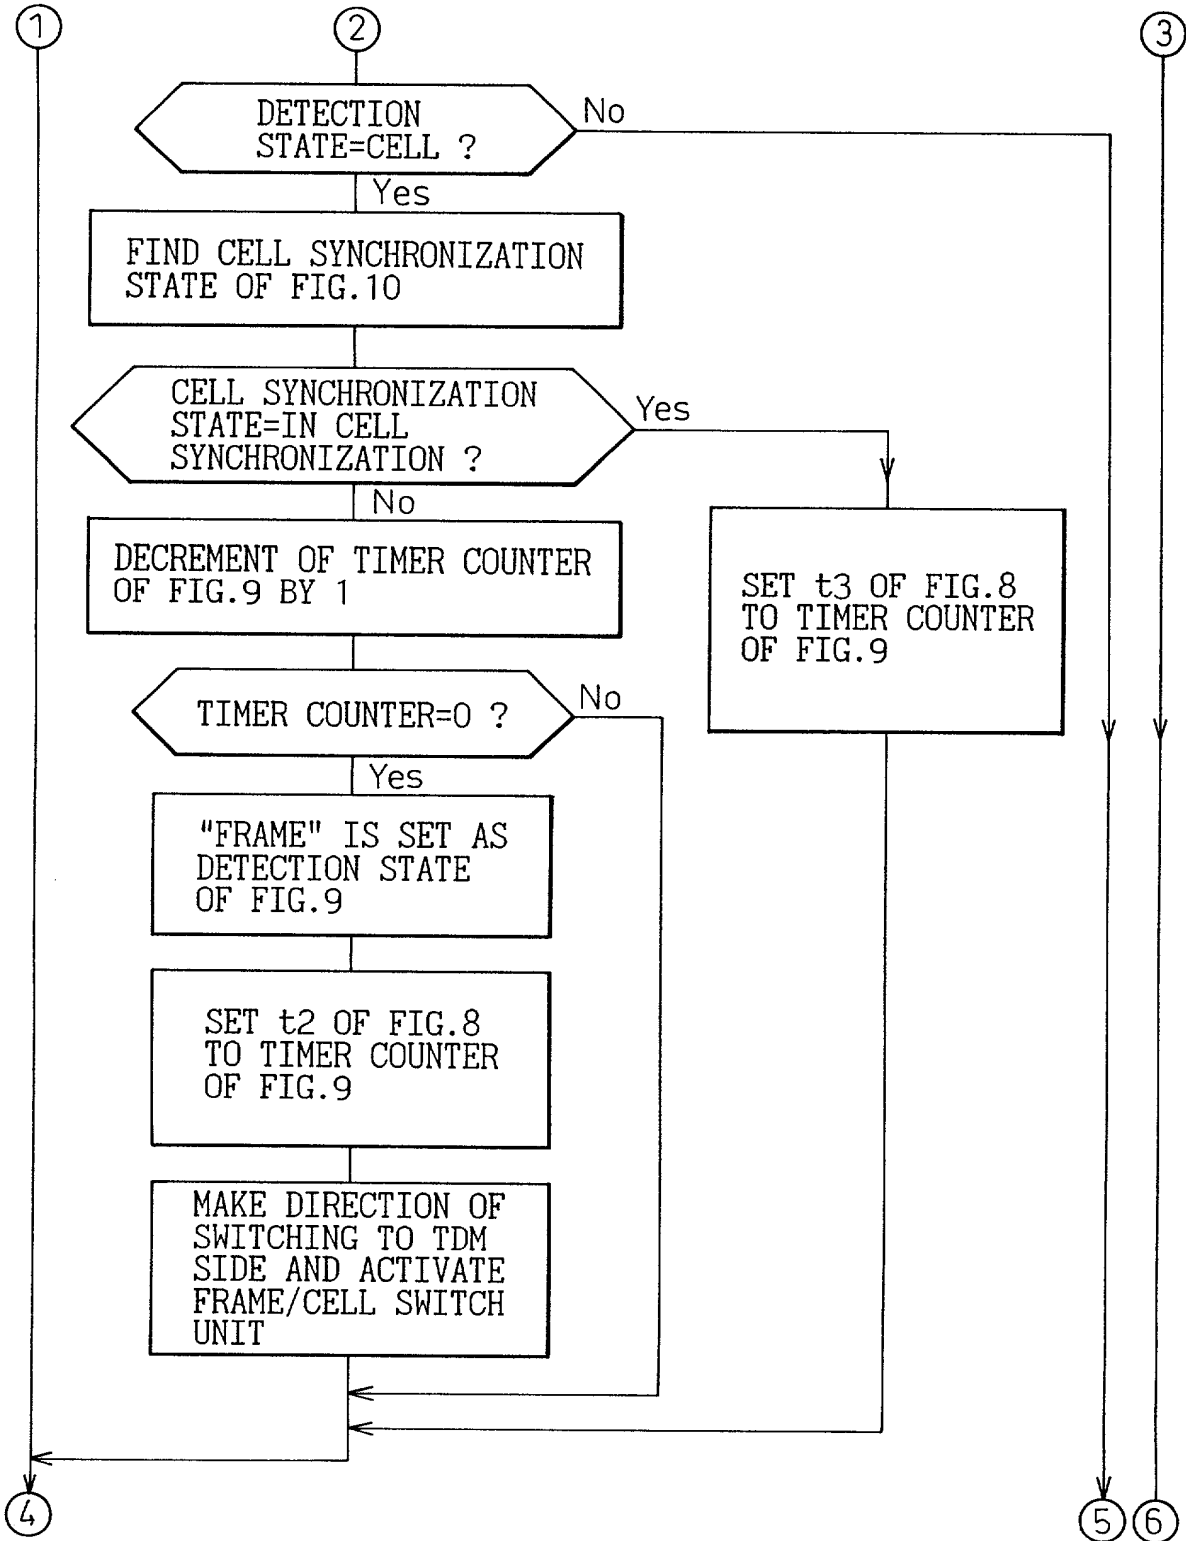 1
2
3
DETECTION
STATE=CELL ?
No
Yes
FIND CELL SYNCHRONIZATION
STATE OF FIG.10
CELL SYNCHRONIZATION
STATE=IN CELL
SYNCHRONIZATION ?
Yes
No
DECREMENT OF TIMER COUNTER
OF FIG.9 BY 1
SET t3 OF FIG.8
TO TIMER COUNTER
OF FIG.9
TIMER COUNTER=0 ?
No
Yes
"FRAME" IS SET AS
DETECTION STATE
OF FIG.9
SET t2 OF FIG.8
TO TIMER COUNTER
OF FIG.9
MAKE DIRECTION OF
SWITCHING TO TDM
SIDE AND ACTIVATE
FRAME/CELL SWITCH
UNIT
4
5
6